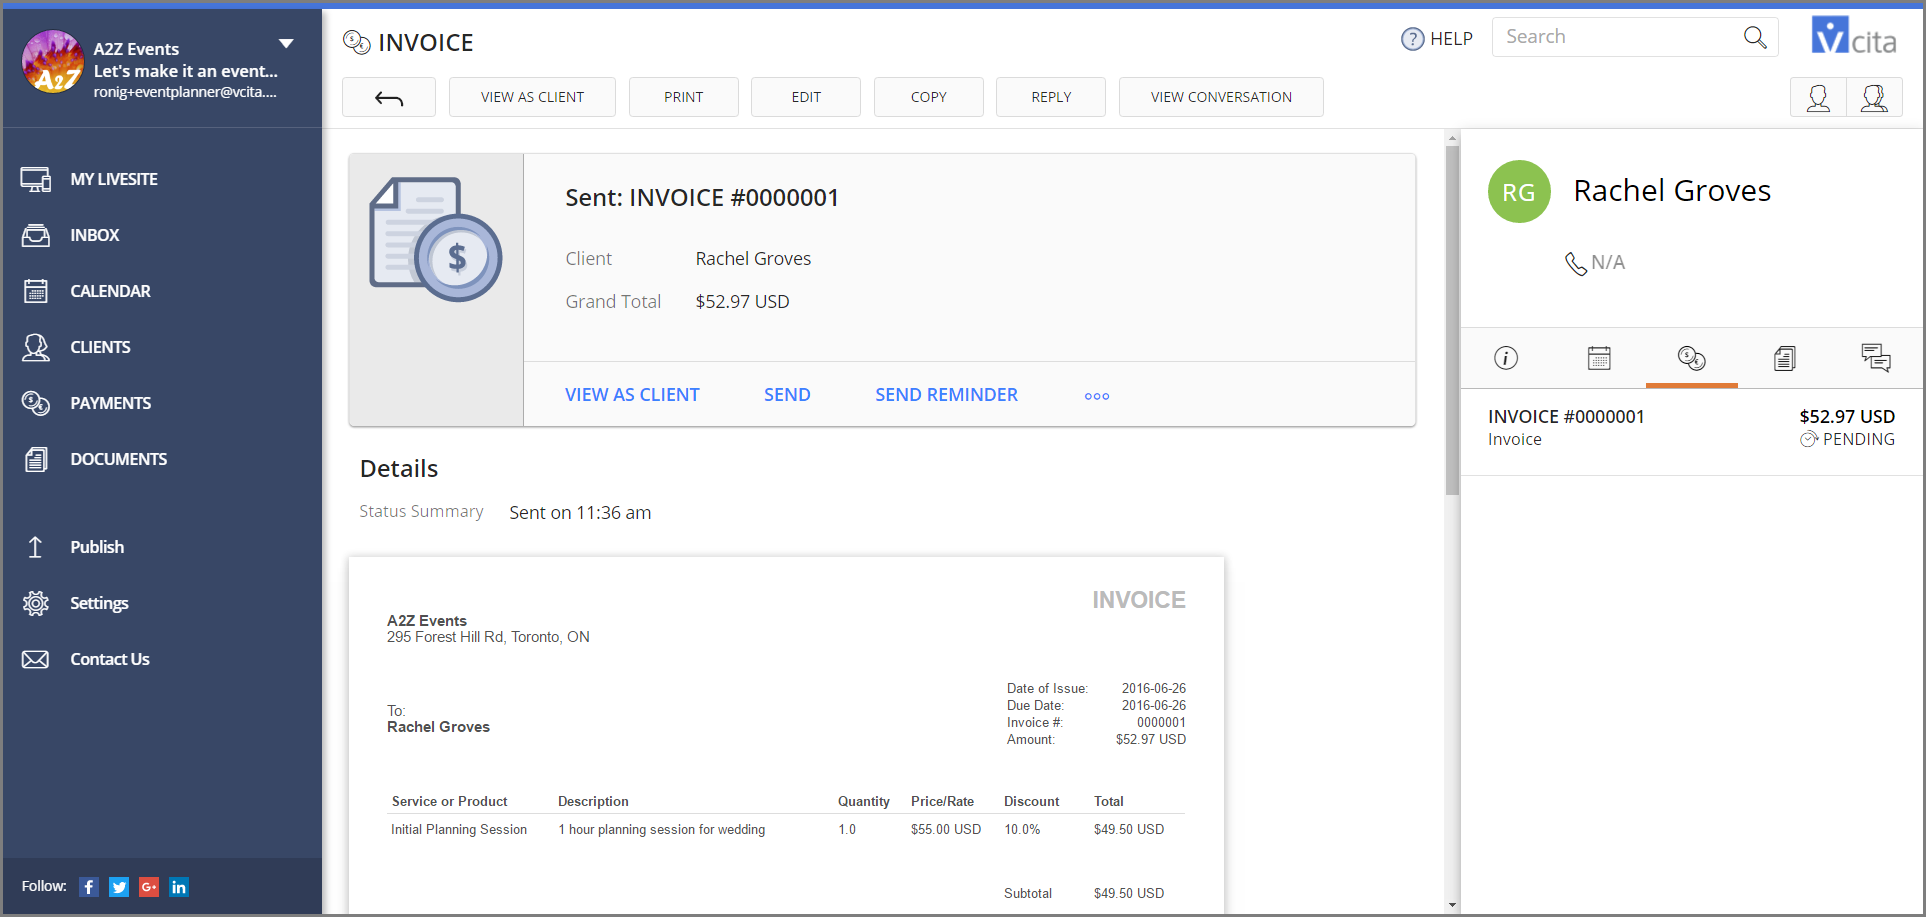 A2Z Events
Let's make it an event...
ronig+eventplanner@vcita....
A2Z
MY LIVESITE
INBOX
CALENDAR
CLIENTS
PAYMENTS
DOCUMENTS
Publish
Settings
Contact Us
Follow:
INVOICE
? HELP
Search
vcita
VIEW AS CLIENT
PRINT
EDIT
COPY
REPLY
VIEW CONVERSATION
Sent: INVOICE #0000001
Client Rachel Groves
Grand Total $52.97 USD
VIEW AS CLIENT SEND SEND REMINDER
Details
Status Summary Sent on 11:36 am
INVOICE
A2Z Events
295 Forest Hill Rd, Toronto, ON
Date of Issue: 2016-06-26
Due Date: 2016-06-26
Invoice #: 0000001
Amount: $52.97 USD
To:
Rachel Groves
Service or Product Description Quantity Price/Rate Discount Total
Initial Planning Session 1 hour planning session for wedding 1.0 $55.00 USD 10.0% $49.50 USD
Subtotal $49.50 USD
RG
Rachel Groves
N/A
INVOICE #0000001 $52.97 USD
Invoice PENDING